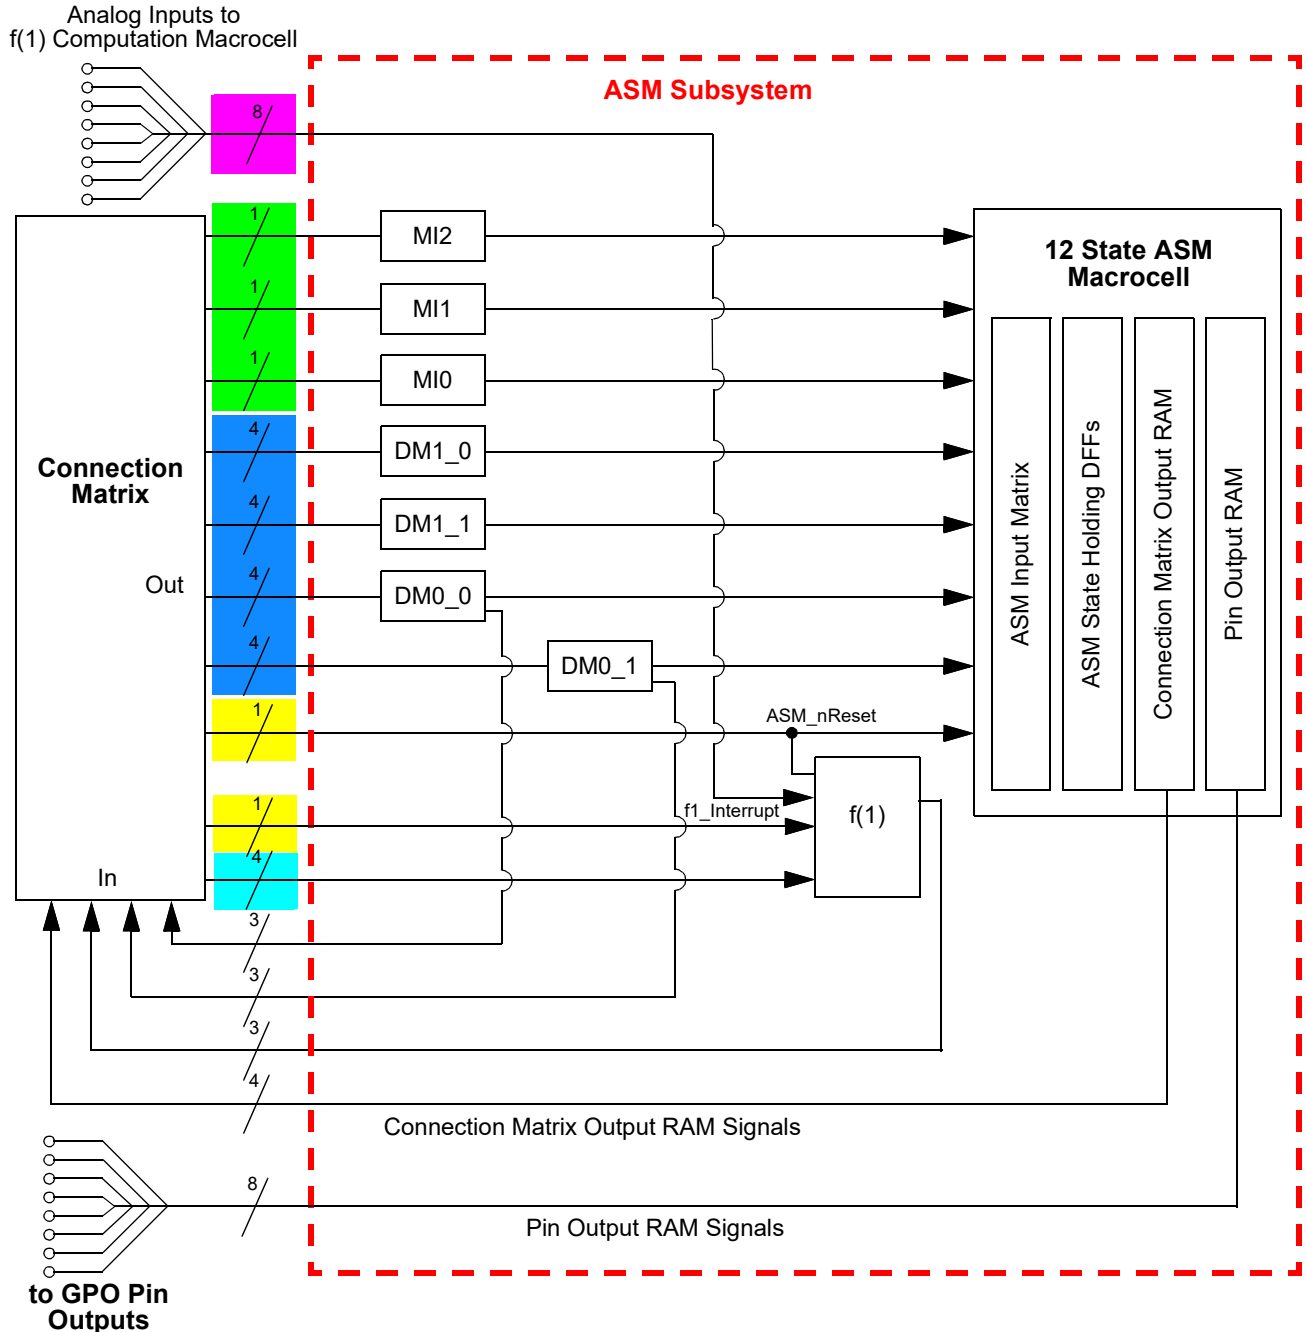 Analog Inputs to
f(1) Computation Macrocell
ASM Subsystem
8
1
MI2
12 State ASM
Macrocell
1
MI1
1
MI0
4
DM1_0
Connection
Matrix
4
DM1_1
Out
4
DM0_0
4
DM0_1
ASM Input Matrix
ASM State Holding DFFs
Connection Matrix Output RAM
Pin Output RAM
1
ASM_nReset
1
f1_Interrupt
f(1)
4
In
3
3
3
4
Connection Matrix Output RAM Signals
8
Pin Output RAM Signals
to GPO Pin
Outputs